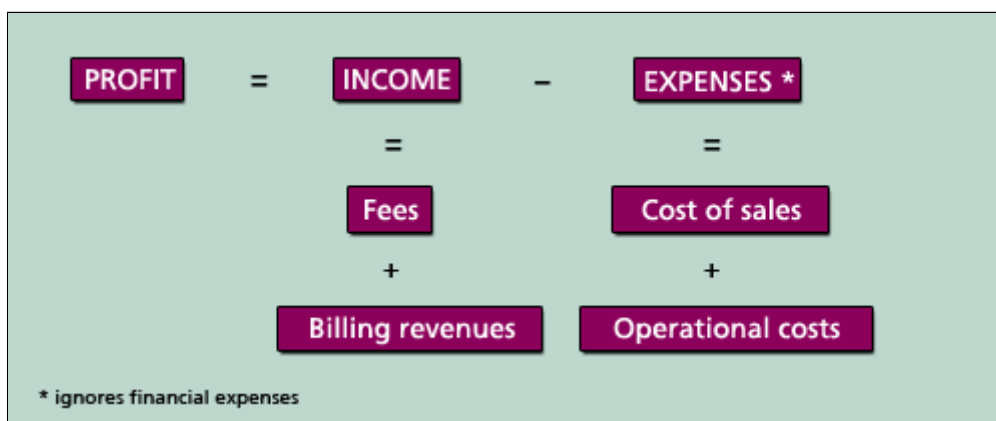 PROFIT = INCOME – EXPENSES *
= =
Fees Cost of sales
+ +
Billing revenues Operational costs
* ignores financial expenses